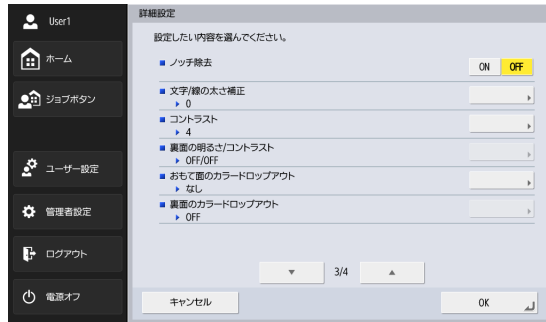 User1
ホーム
ジョブボタン
ユーザー設定
管理者設定
ログアウト
電源オフ
詳細設定
設定したい内容を選んでください。
ノッチ除去
ON OFF
文字/線の太さ補正
0
コントラスト
4
裏面の明るさ/コントラスト
OFF/OFF
おもて面のカラードロップアウト
なし
裏面のカラードロップアウト
OFF
3/4
キャンセル
OK